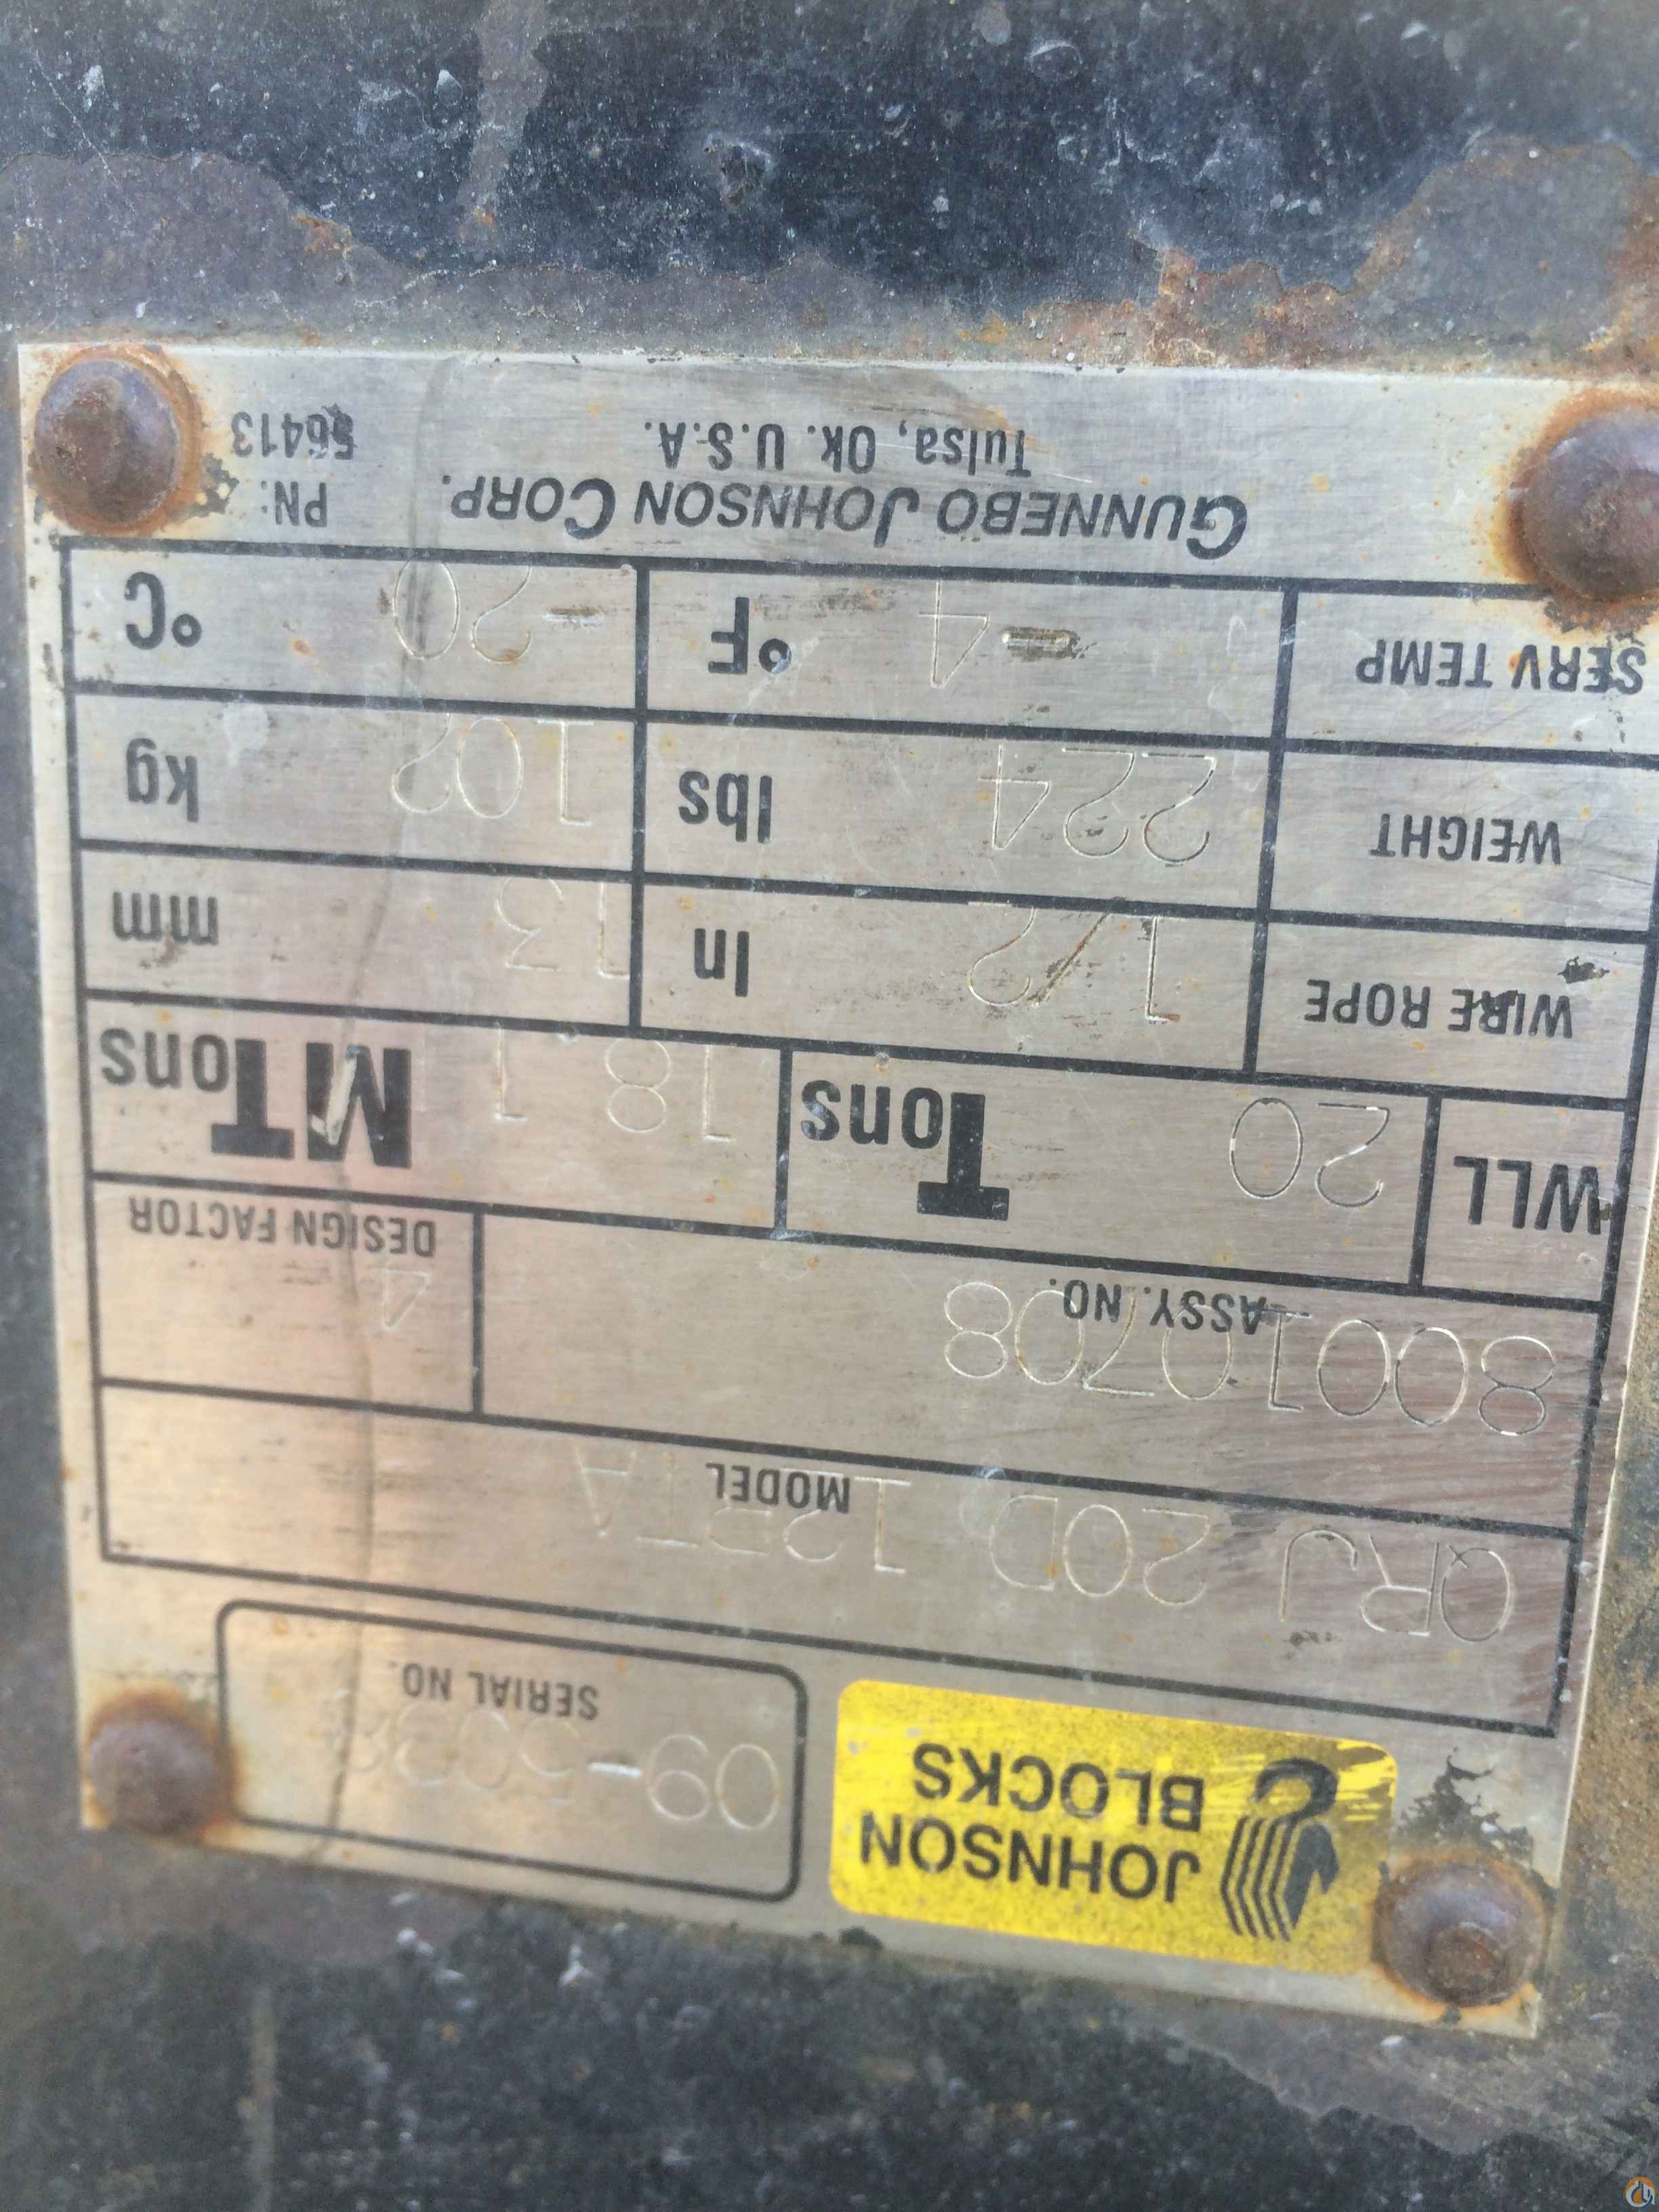 JOHNSON
BLOCKS
SERIAL NO.
QRJ 20D
MODEL
80010708
ASSY. NO.
4
DESIGN FACTOR
WLL 20 Tons 18 1 MTons
WIRE ROPE 1/2 In 13 mm
WEIGHT 224 lbs 102 kg
SERV TEMP -4 °F -20 °C
GUNNEBO JOHNSON CORP. PN:
Tulsa, Ok. U.S.A. 56413